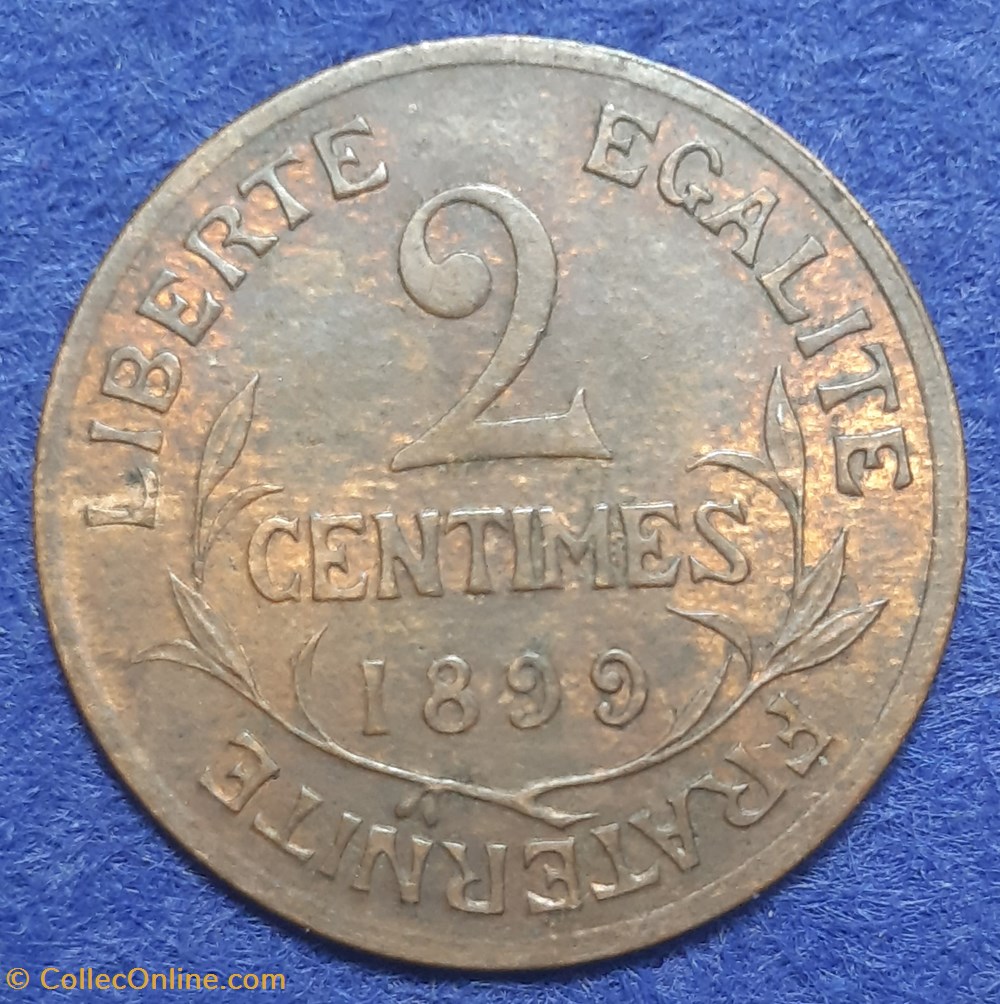 LIBERTE EGALITE FRATERNITE
2
CENTIMES
1899
© CollecOnline.com